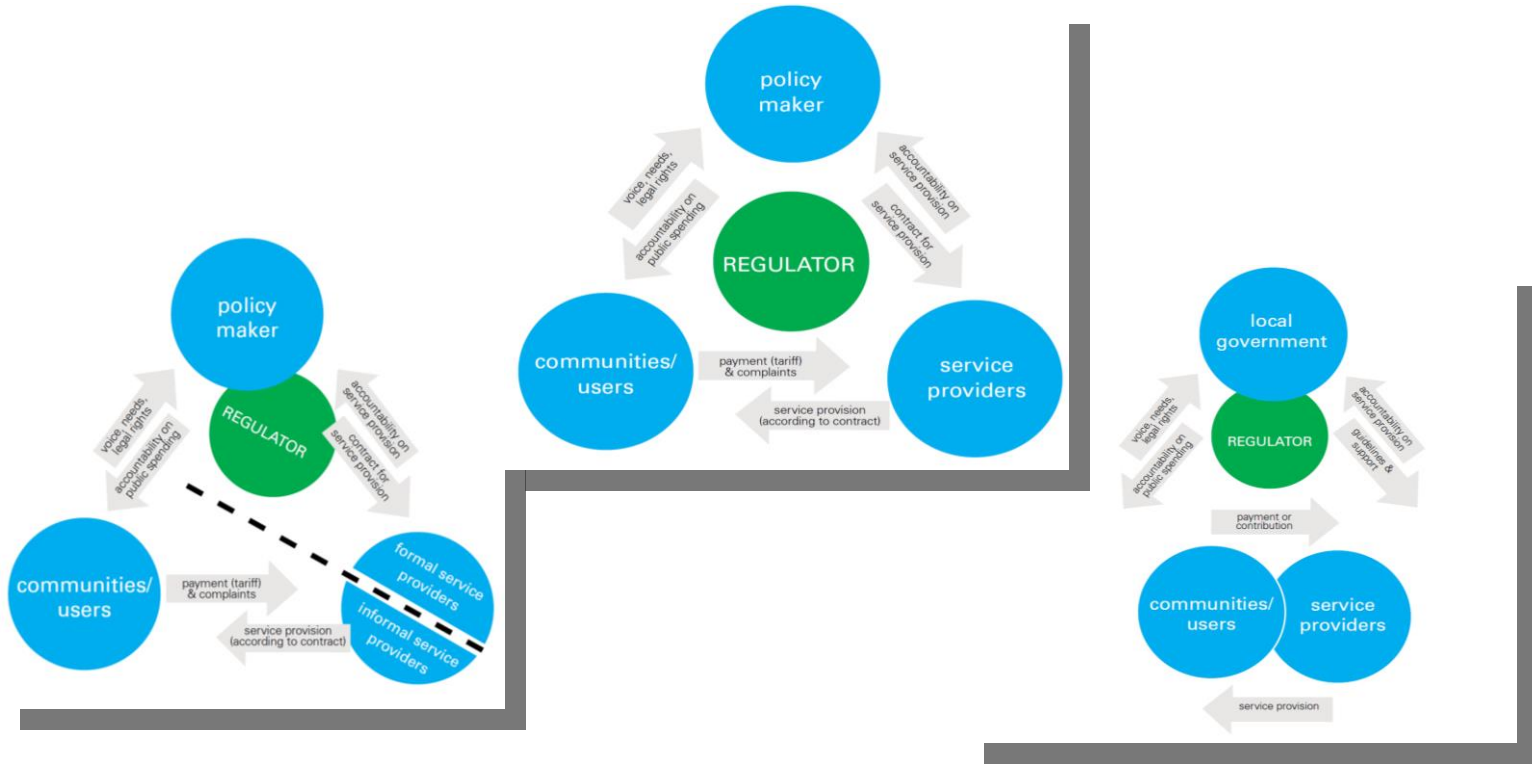 policy
maker
REGULATOR
voice, needs,
legal rights
accountability on
public spending
accountability on
service provision
contract for
service provision
communities/
users
payment (tariff)
& complaints
service provision
(according to contract)
formal service
providers
informal service
providers
policy
maker
voice, needs,
legal rights
accountability on
public spending
REGULATOR
accountability on
service provision
contract for
service provision
communities/
users
payment (tariff)
& complaints
service provision
(according to contract)
service
providers
local
government
REGULATOR
voice, needs,
legal rights
accountability on
public spending
accountability on
service provision
guidelines &
support
payment or
contribution
communities/
users
service
providers
service provision